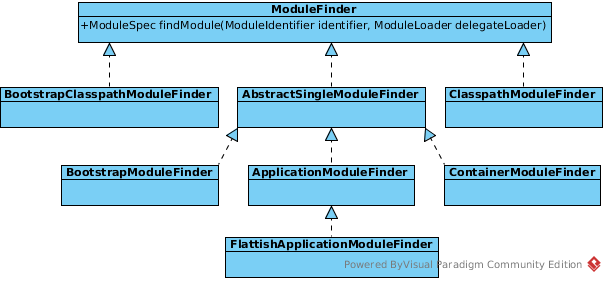 ModuleFinder
+ModuleSpec findModule(ModuleIdentifier identifier, ModuleLoader delegateLoader)
BootstrapClasspathModuleFinder
AbstractSingleModuleFinder
ClasspathModuleFinder
BootstrapModuleFinder
ApplicationModuleFinder
ContainerModuleFinder
FlattishApplicationModuleFinder
Powered ByVisual Paradigm Community Edition